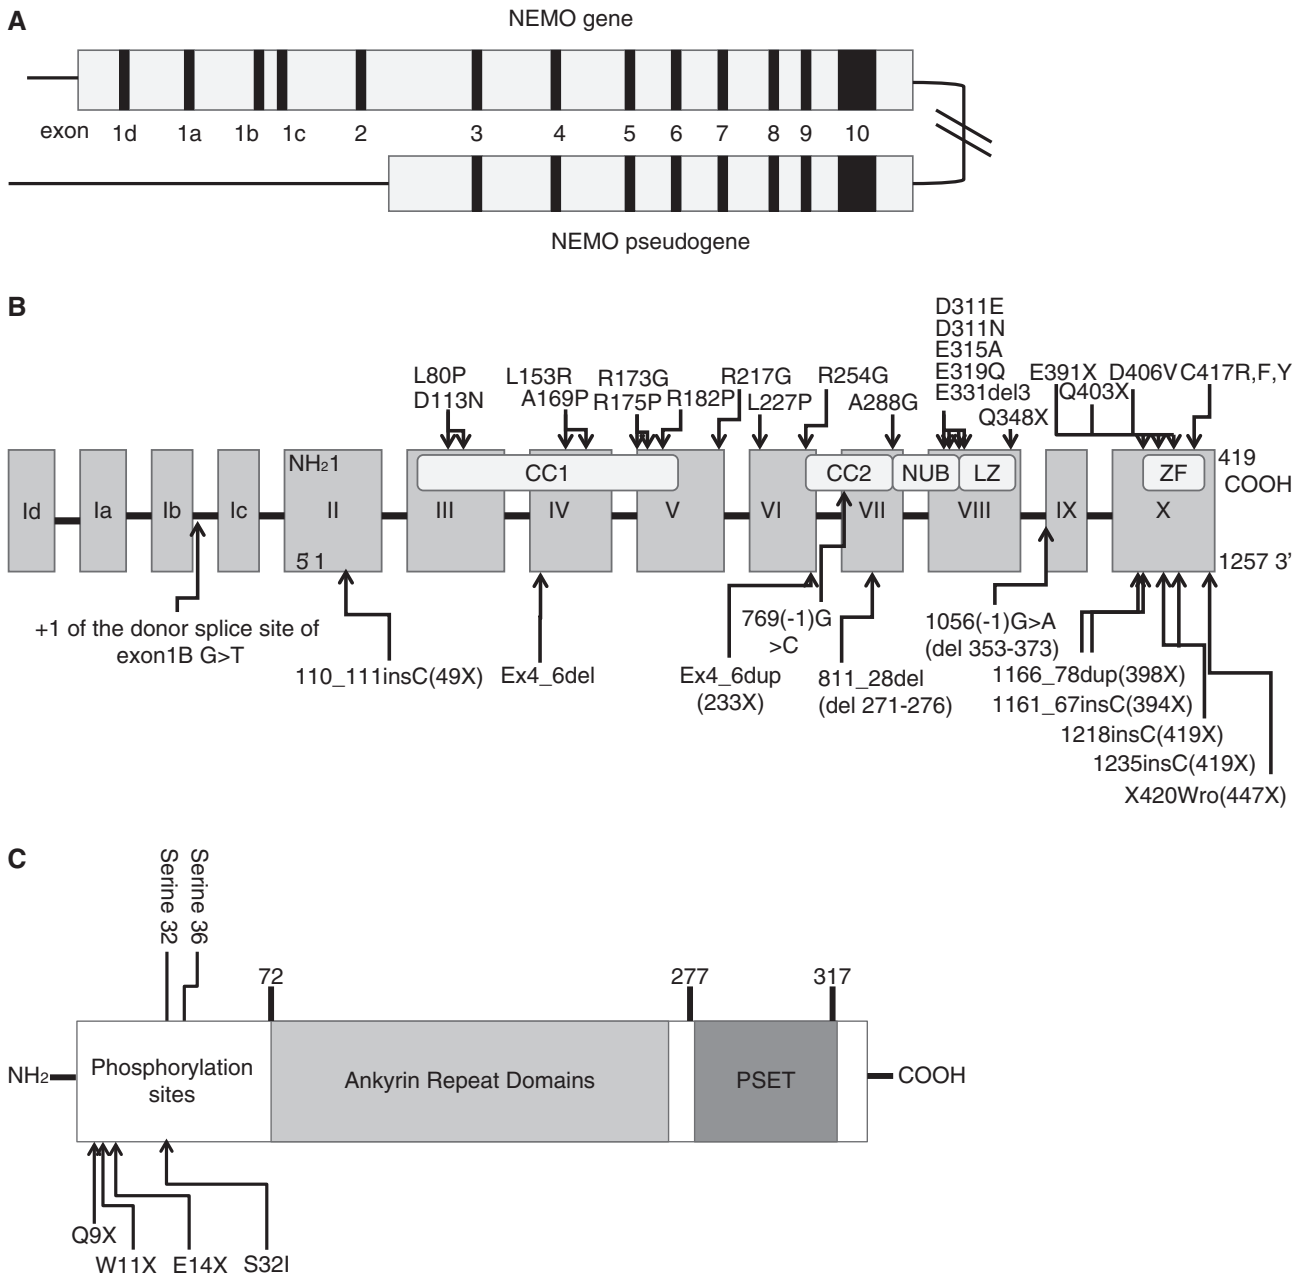 A
NEMO gene
exon 1d 1a 1b 1c 2 3 4 5 6 7 8 9 10
NEMO pseudogene
B
D311E
D311N
E315A
E319Q
E331del3
L80P
D113N
L153R
A169P
R173G
R175P
R182P
R217G
L227P
R254G
A288G
Q348X
E391X
Q403X
D406V
C417R,F,Y
NH21
CC1
CC2
NUB
LZ
ZF
419
COOH
Id Ia Ib Ic II III IV V VI VII VIII IX X
5' 1
1257 3'
+1 of the donor splice site of
exon1B G>T
110_111insC(49X)
Ex4_6del
Ex4_6dup
(233X)
769(-1)G
>C
811_28del
(del 271-276)
1056(-1)G>A
(del 353-373)
1166_78dup(398X)
1161_67insC(394X)
1218insC(419X)
1235insC(419X)
X420Wro(447X)
C
Serine 32
Serine 36
72
277
317
NH2
Phosphorylation
sites
Ankyrin Repeat Domains
PSET
COOH
Q9X
W11X
E14X
S32I